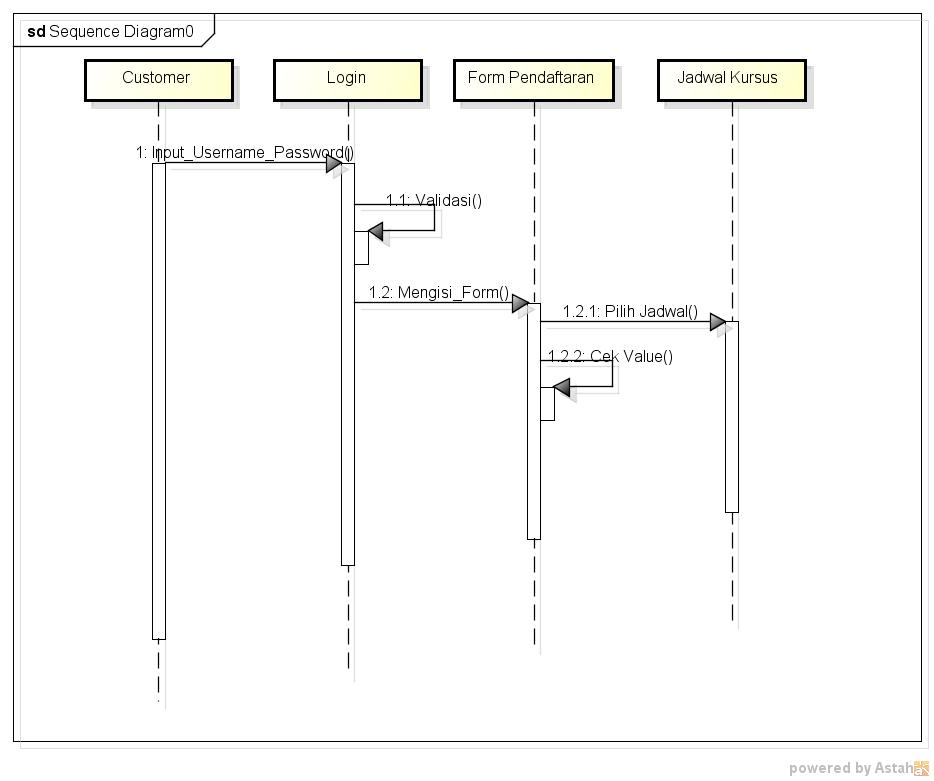 sd Sequence Diagram0
Customer
Login
Form Pendaftaran
Jadwal Kursus
1: Input_Username_Password()
1.1: Validasi()
1.2: Mengisi_Form()
1.2.1: Pilih Jadwal()
1.2.2: Cek Value()
powered by Astah